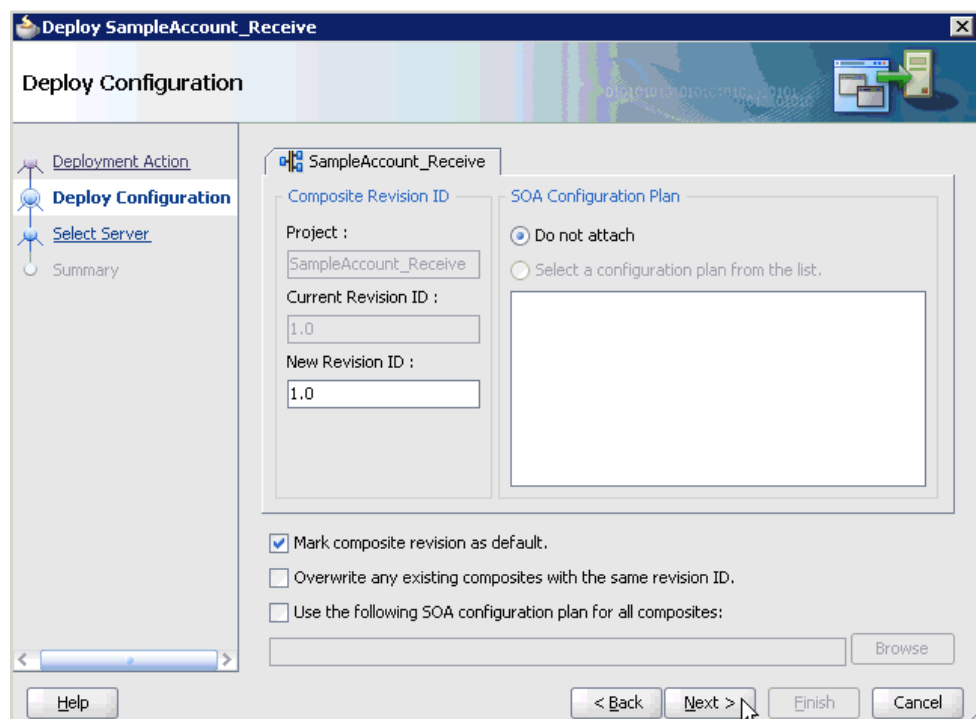 Deploy SampleAccount_Receive
Deploy Configuration
Deployment Action
Deploy Configuration
Select Server
Summary
SampleAccount_Receive
Composite Revision ID
Project :
SampleAccount_Receive
Current Revision ID :
1.0
New Revision ID :
1.0
SOA Configuration Plan
Do not attach
Select a configuration plan from the list.
Mark composite revision as default.
Overwrite any existing composites with the same revision ID.
Use the following SOA configuration plan for all composites:
Browse
Help
< Back
Next >
Finish
Cancel